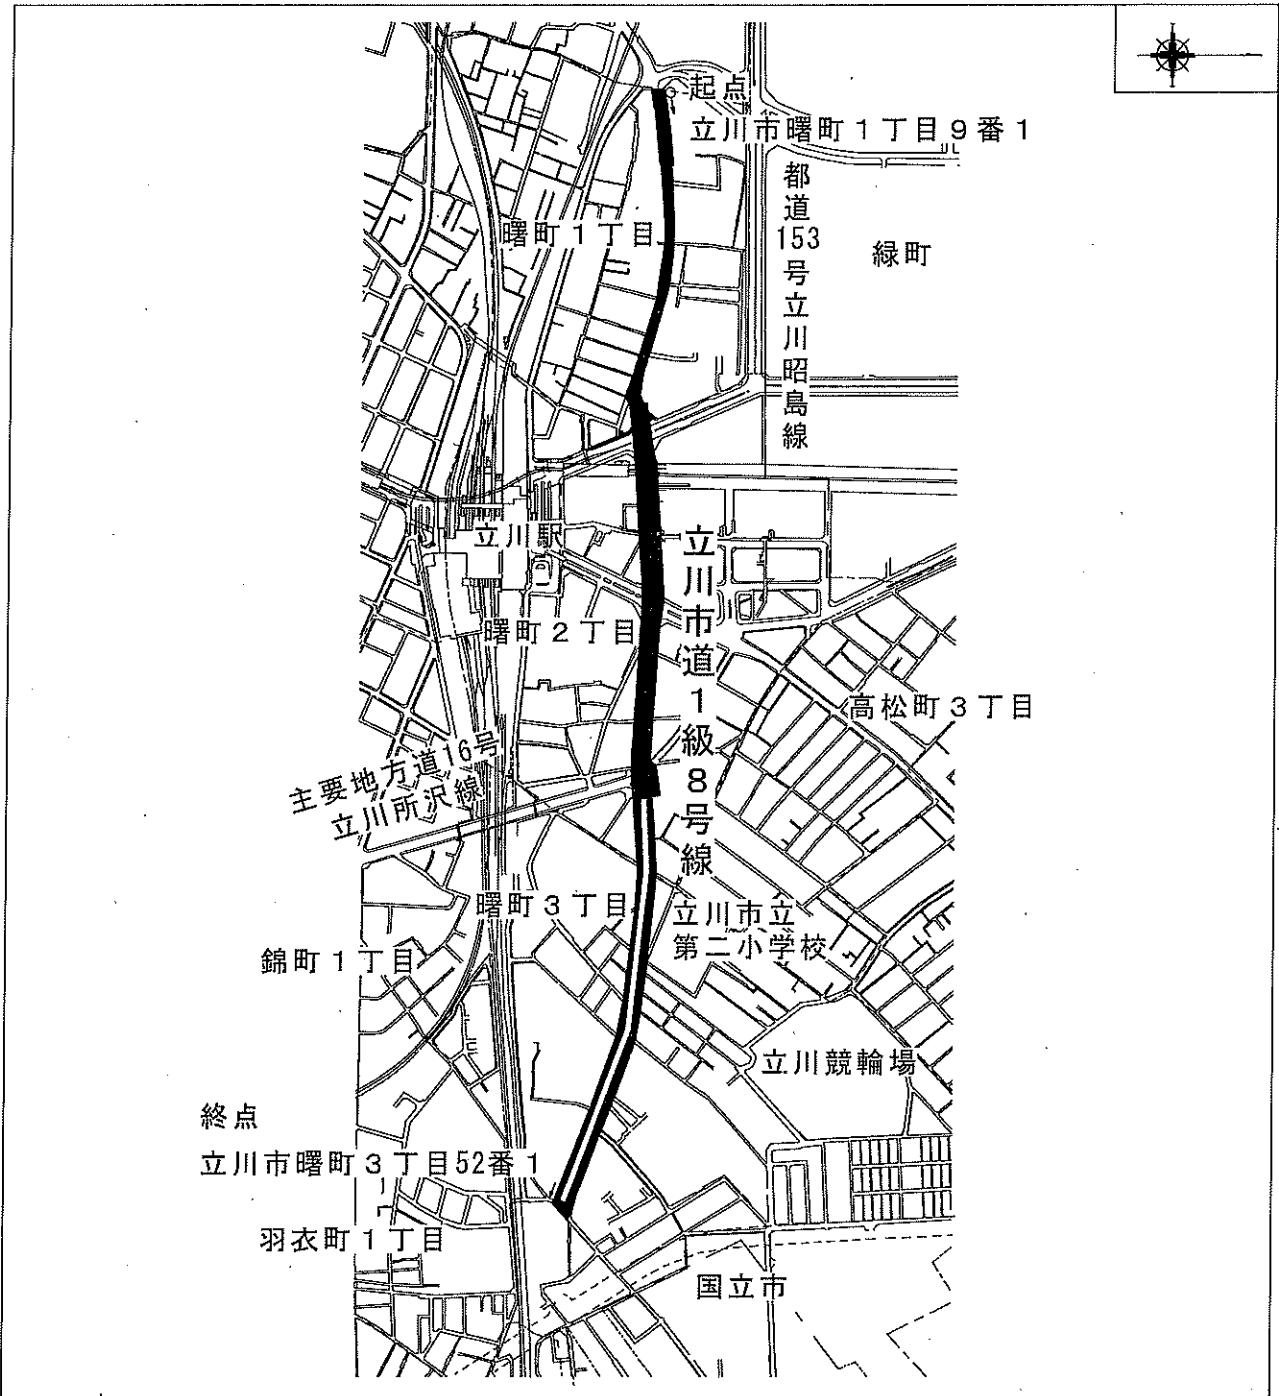 起点
立川市曙町1丁目9番1
都道153号立川昭島線
曙町1丁目
緑町
立川駅
立川市道1級8号線
曙町2丁目
高松町3丁目
主要地方道16号
立川所沢線
曙町3丁目
立川市立
第二小学校
錦町1丁目
立川競輪場
終点
立川市曙町3丁目52番1
羽衣町1丁目
国立市